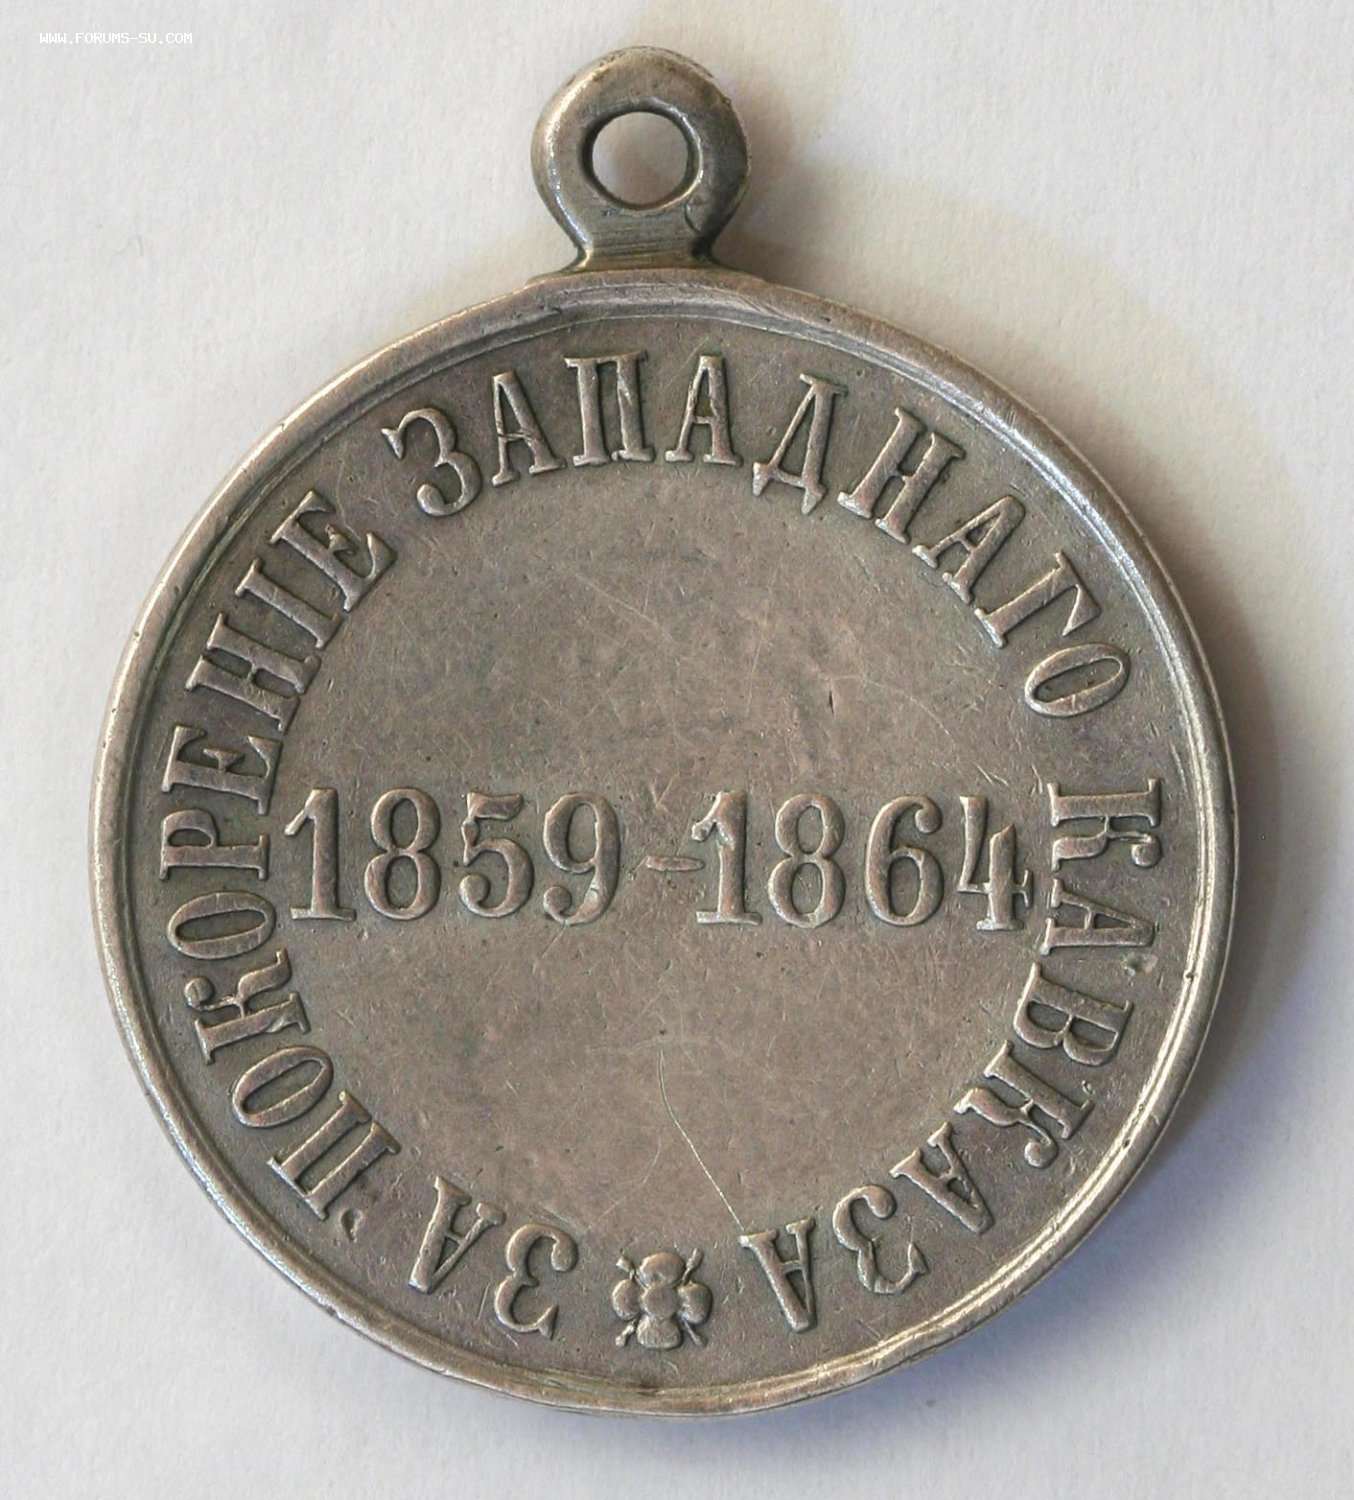 WWW.FORUMS-SU.COM
ЗА ПОКОРЕНІЕ ЗАПАДНАГО КАВКАЗА
1859-1864